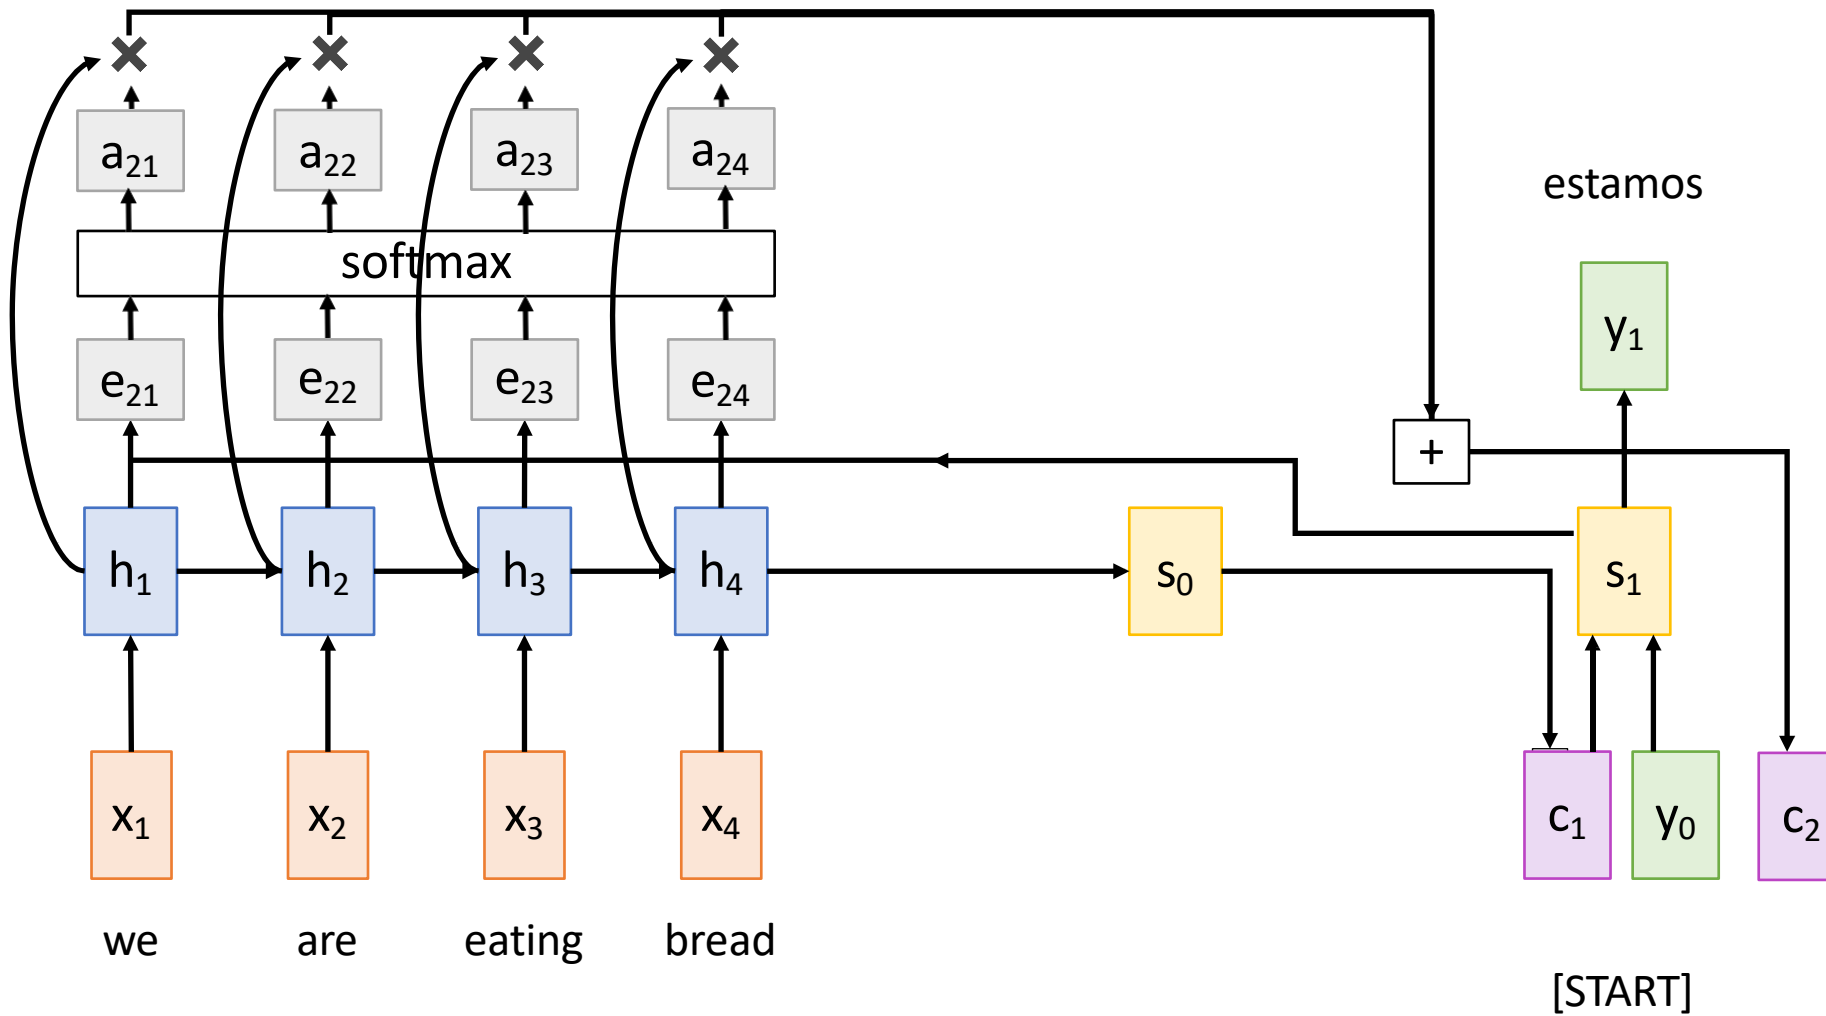 a21 a22 a23 a24
estamos
softmax
y1
e21 e22 e23 e24
+
h1 h2 h3 h4 s0 s1
x1 x2 x3 x4 c1 y0 c2
we are eating bread
[START]